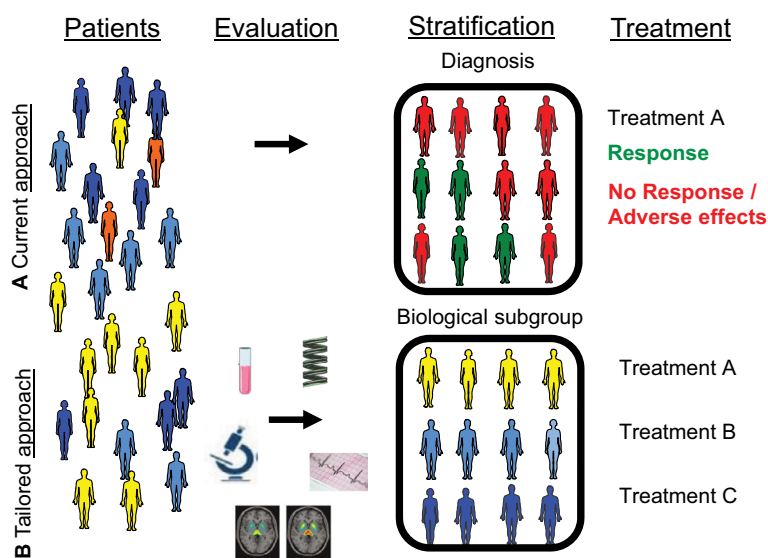 Patients
Evaluation
Stratification
Treatment
Diagnosis
A Current approach
Treatment A
Response
No Response /
Adverse effects
Biological subgroup
B Tailored approach
Treatment A
Treatment B
Treatment C